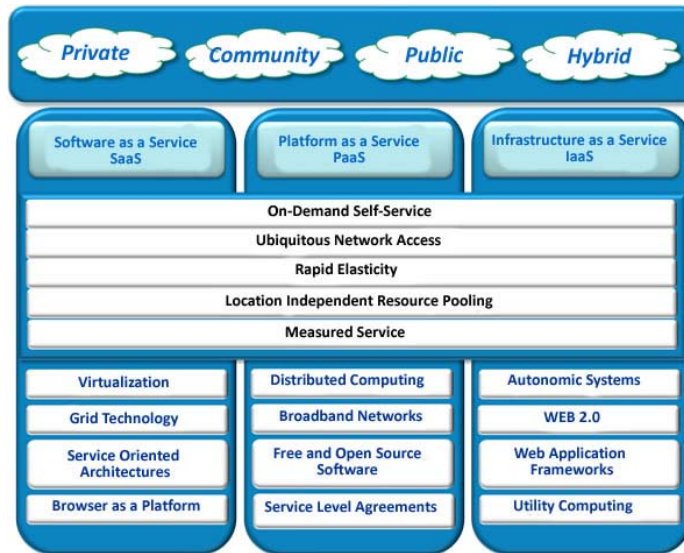 Private
Community
Public
Hybrid
Software as a Service
SaaS
Platform as a Service
PaaS
Infrastructure as a Service
IaaS
On-Demand Self-Service
Ubiquitous Network Access
Rapid Elasticity
Location Independent Resource Pooling
Measured Service
Virtualization
Distributed Computing
Autonomic Systems
Grid Technology
Broadband Networks
WEB 2.0
Service Oriented
Architectures
Free and Open Source
Software
Web Application
Frameworks
Browser as a Platform
Service Level Agreements
Utility Computing